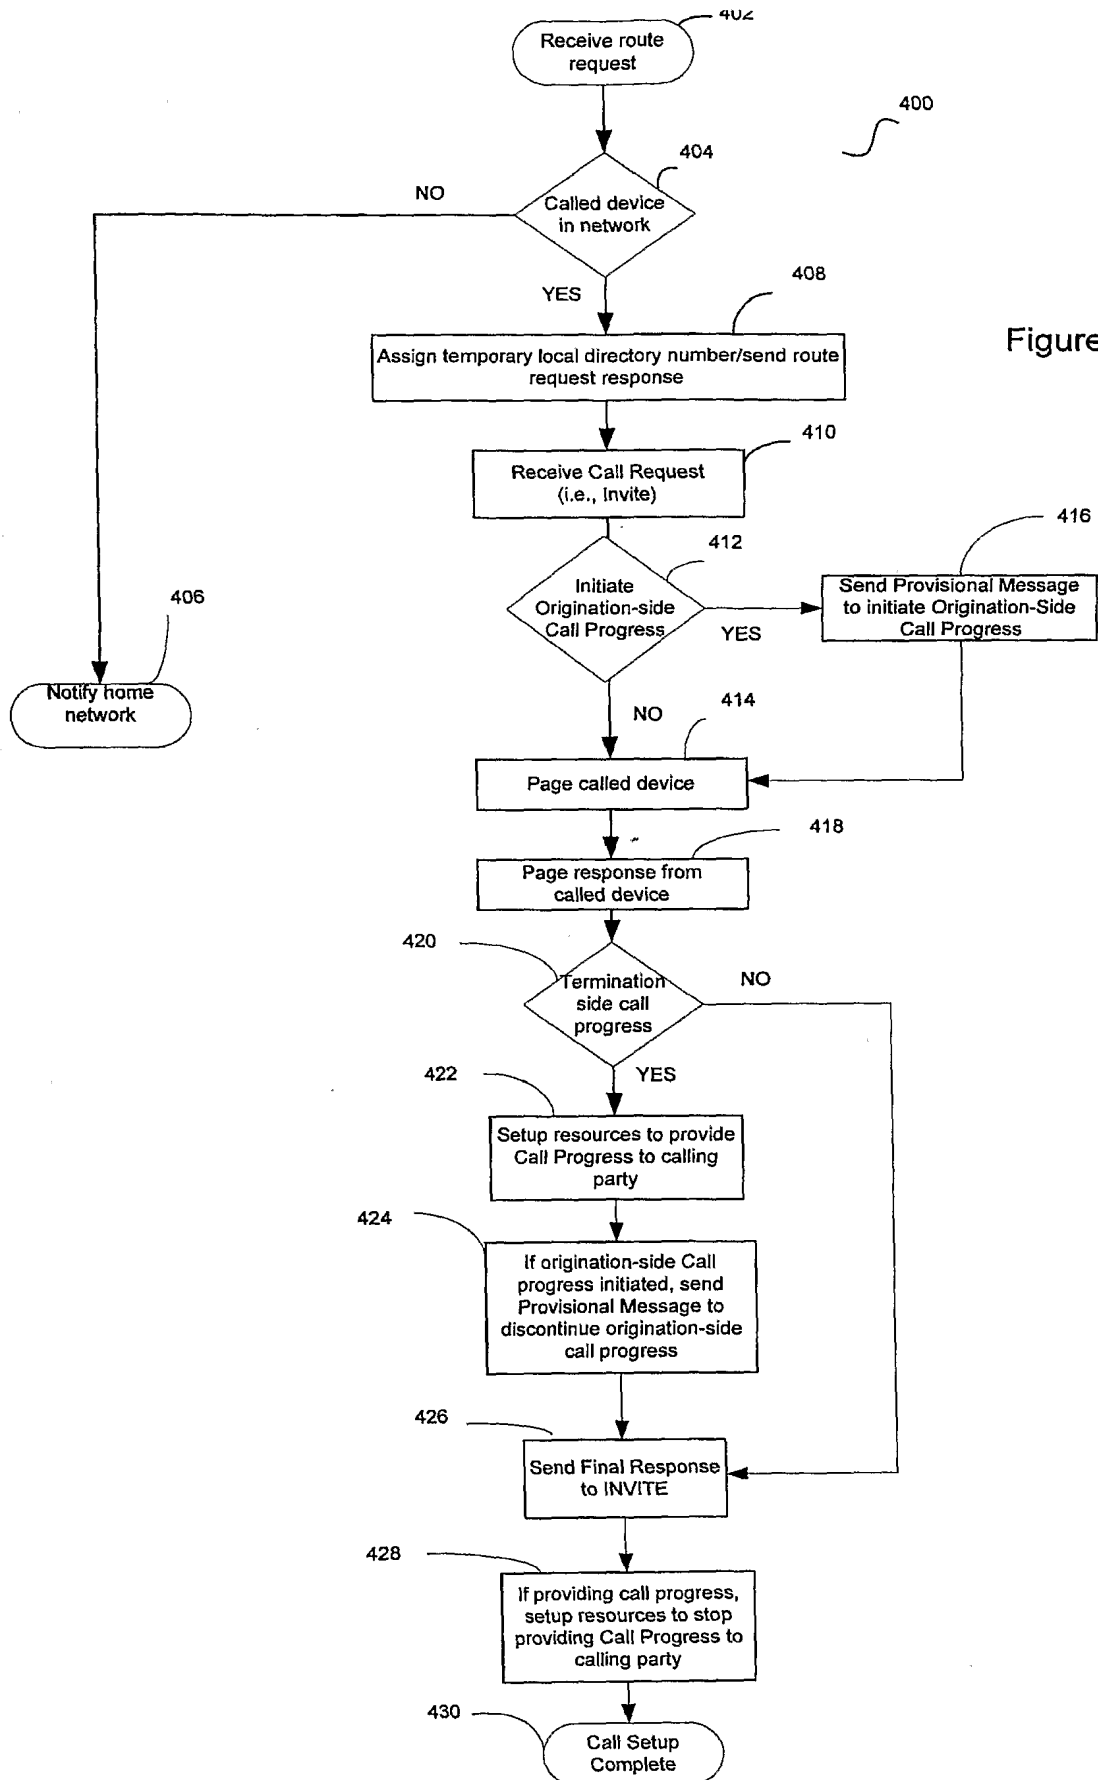 402
Receive route
request
400
404
NO
Called device
in network
YES
408
Figure
Assign temporary local directory number/send route
request response
410
Receive Call Request
(i.e., Invite)
412
416
Initiate
Origination-side
Call Progress
YES
Send Provisional Message
to initiate Origination-Side
Call Progress
406
Notify home
network
NO
414
Page called device
418
Page response from
called device
420
NO
Termination
side call
progress
YES
422
Setup resources to provide
Call Progress to calling
party
424
If origination-side Call
progress initiated, send
Provisional Message to
discontinue origination-side
call progress
426
Send Final Response
to INVITE
428
If providing call progress,
setup resources to stop
providing Call Progress to
calling party
430
Call Setup
Complete